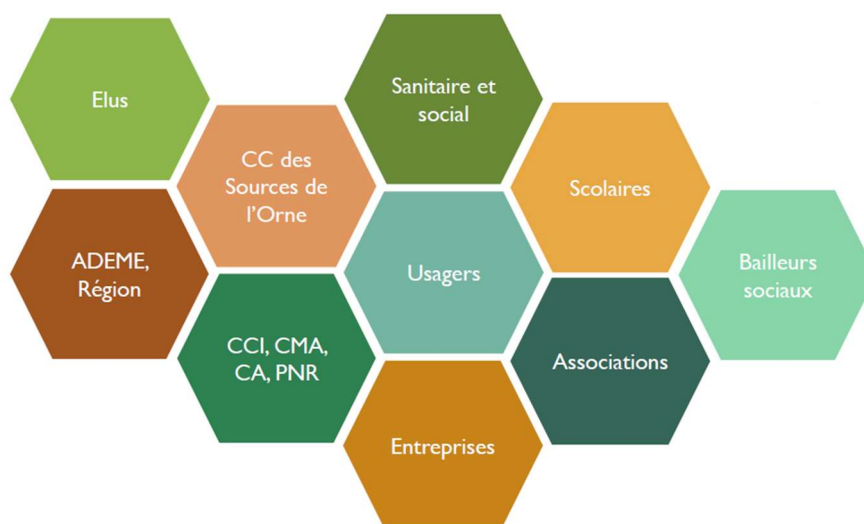 Elus
Sanitaire et
social
CC des
Sources de
l'Orne
Scolaires
ADEME,
Région
Usagers
Bailleurs
sociaux
CCI, CMA,
CA, PNR
Associations
Entreprises